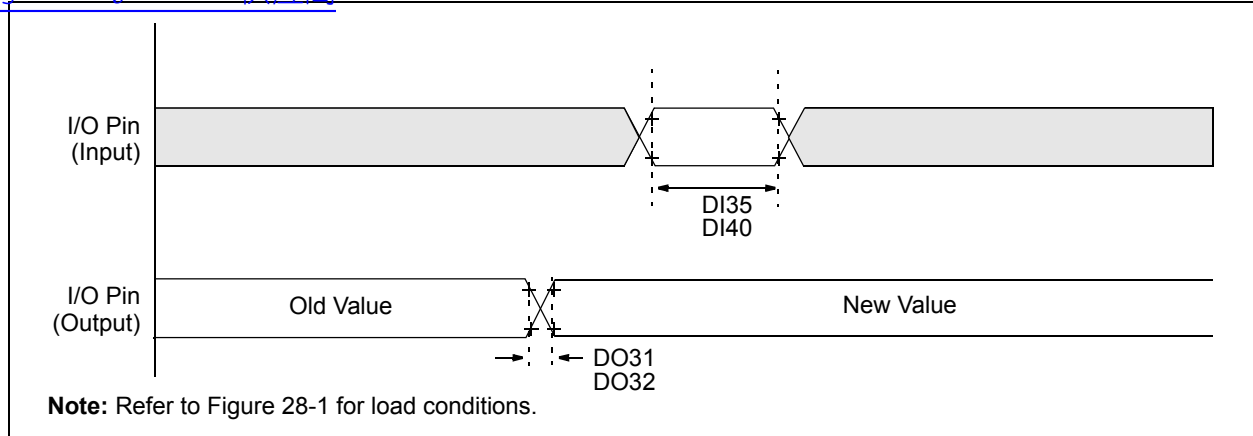 I/O Pin
(Input)
DI35
DI40
I/O Pin
(Output)
Old Value
New Value
DO31
DO32
Note: Refer to Figure 28-1 for load conditions.